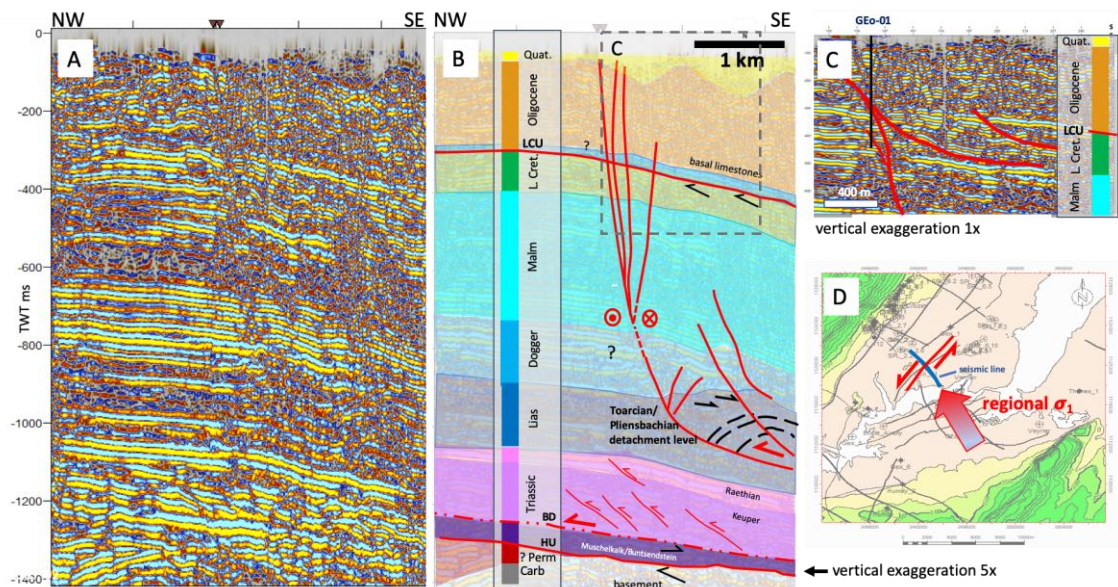 NW
SE
A
0
-200
-400
-600
-800
-1000
-1200
-1400
TWT ms
NW
SE
B
C
1 km
Quat.
Oligocene
LCU
L Cret.
Malm
Dogger
Lias
Triassic
BD
HU
? Perm
Carb
?
basal limestones
?
Toarcian/
Pliensbachian
detachment level
Raethian
Keuper
Muschelkalk/Buntsendstein
basement
vertical exaggeration 5x
GEo-01
C
400 m
Quat.
Oligocene
LCU
L Cret.
Malm
vertical exaggeration 1x
D
seismic line
regional σ1